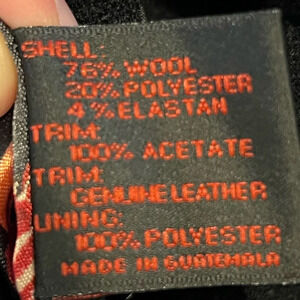 SHELL:
76% WOOL
20% POLYESTER
4% ELASTAN
TRIM:
100% ACETATE
TRIM:
GENUINE LEATHER
LINING:
100% POLYESTER
MADE IN GUATEMALA